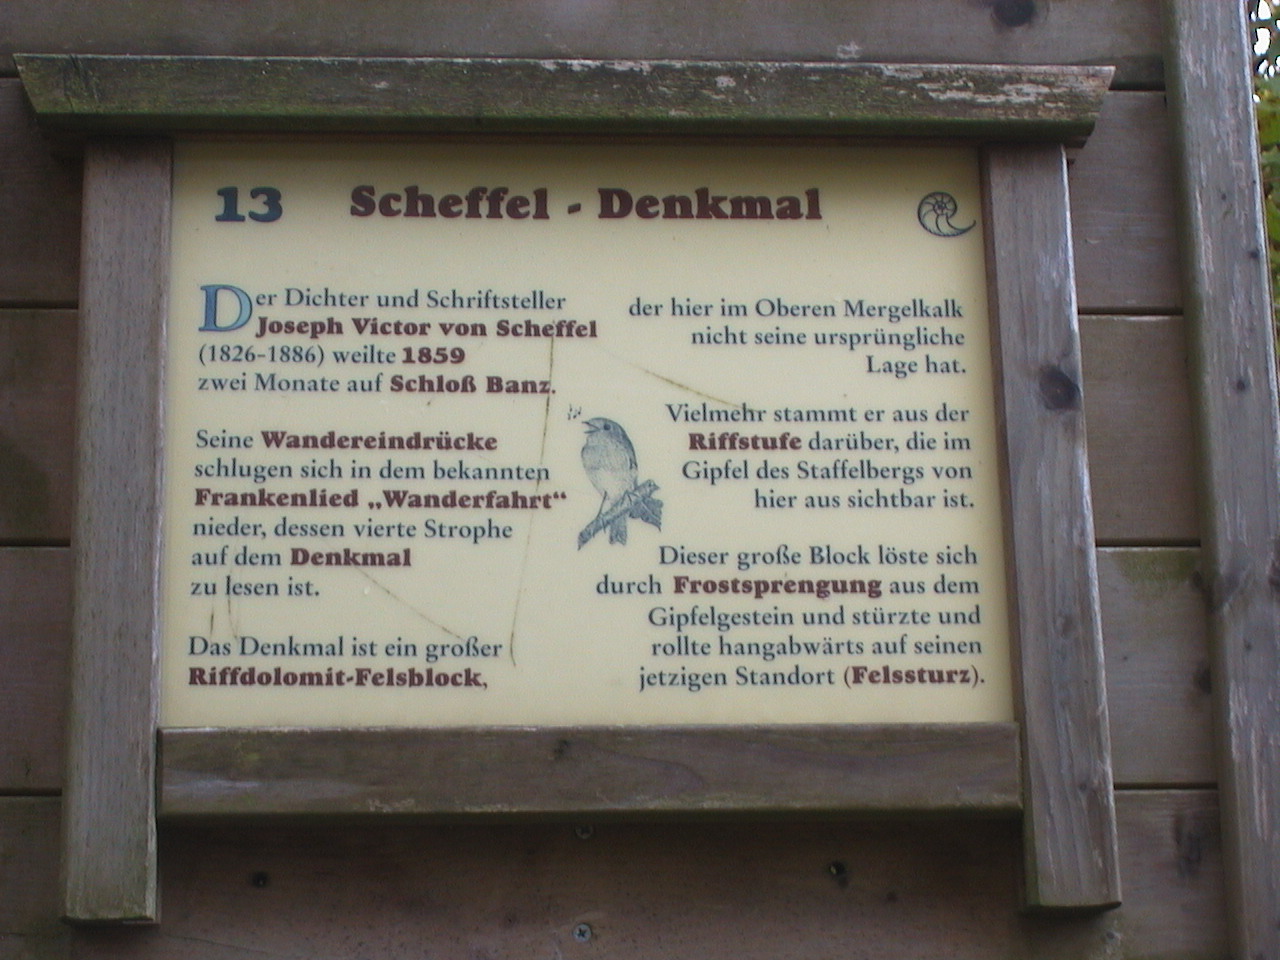 13 Scheffel - Denkmal
Der Dichter und Schriftsteller
Joseph Victor von Scheffel
(1826-1886) weilte 1859
zwei Monate auf Schloß Banz.
Seine Wandereindrücke
schlugen sich in dem bekannten
Frankenlied „Wanderfahrt“
nieder, dessen vierte Strophe
auf dem Denkmal
zu lesen ist.
Das Denkmal ist ein großer
Riffdolomit-Felsblock,
der hier im Oberen Mergelkalk
nicht seine ursprüngliche
Lage hat.
Vielmehr stammt er aus der
Riffstufe darüber, die im
Gipfel des Staffelbergs von
hier aus sichtbar ist.
Dieser große Block löste sich
durch Frostsprengung aus dem
Gipfelgestein und stürzte und
rollte hangabwärts auf seinen
jetzigen Standort (Felssturz).